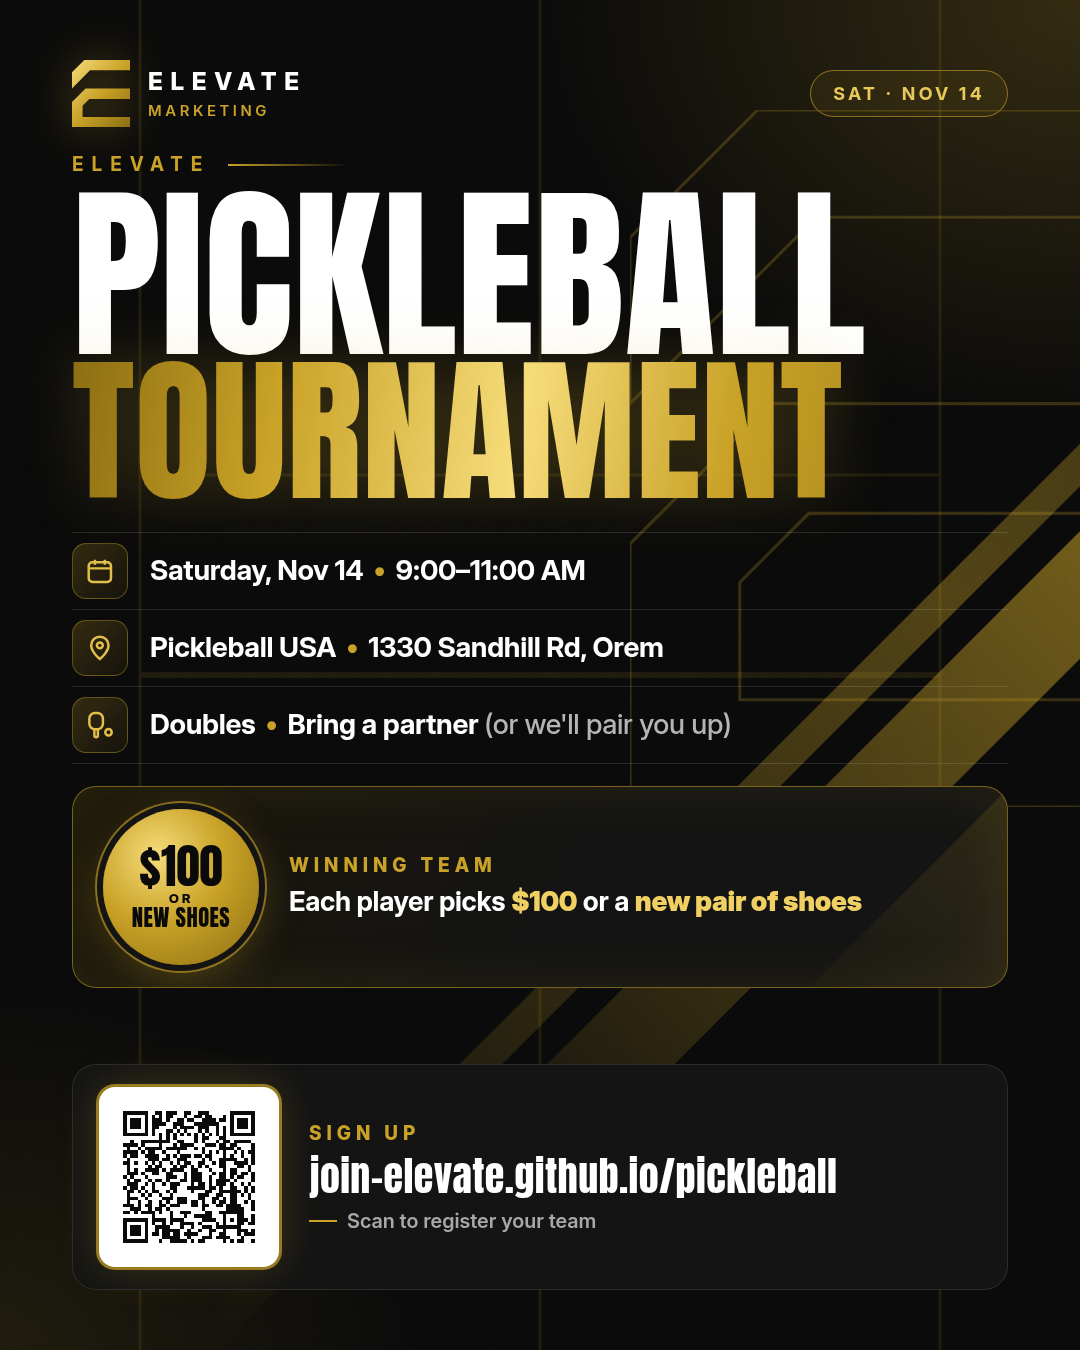 ELEVATE
MARKETING
SAT · NOV 14
ELEVATE
PICKLEBALL
TOURNAMENT
Saturday, Nov 14 • 9:00–11:00 AM
Pickleball USA • 1330 Sandhill Rd, Orem
Doubles • Bring a partner (or we'll pair you up)
$100
OR
NEW SHOES
WINNING TEAM
Each player picks $100 or a new pair of shoes
SIGN UP
join-elevate.github.io/pickleball
Scan to register your team